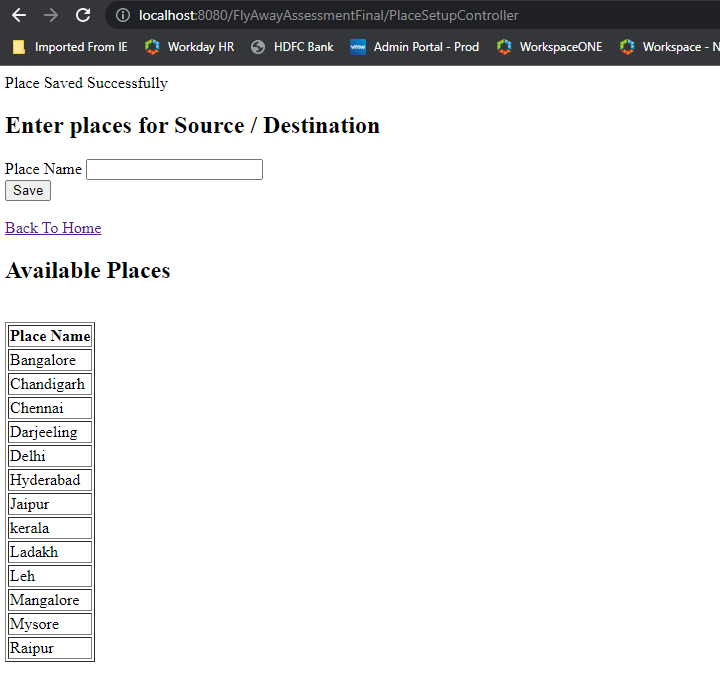 localhost:8080/FlyAwayAssessmentFinal/PlaceSetupController
Imported From IE Workday HR HDFC Bank vmw Admin Portal - Prod WorkspaceONE Workspace - N
Place Saved Successfully
Enter places for Source / Destination
Place Name
Save
Back To Home
Available Places
Place Name
Bangalore
Chandigarh
Chennai
Darjeeling
Delhi
Hyderabad
Jaipur
kerala
Ladakh
Leh
Mangalore
Mysore
Raipur